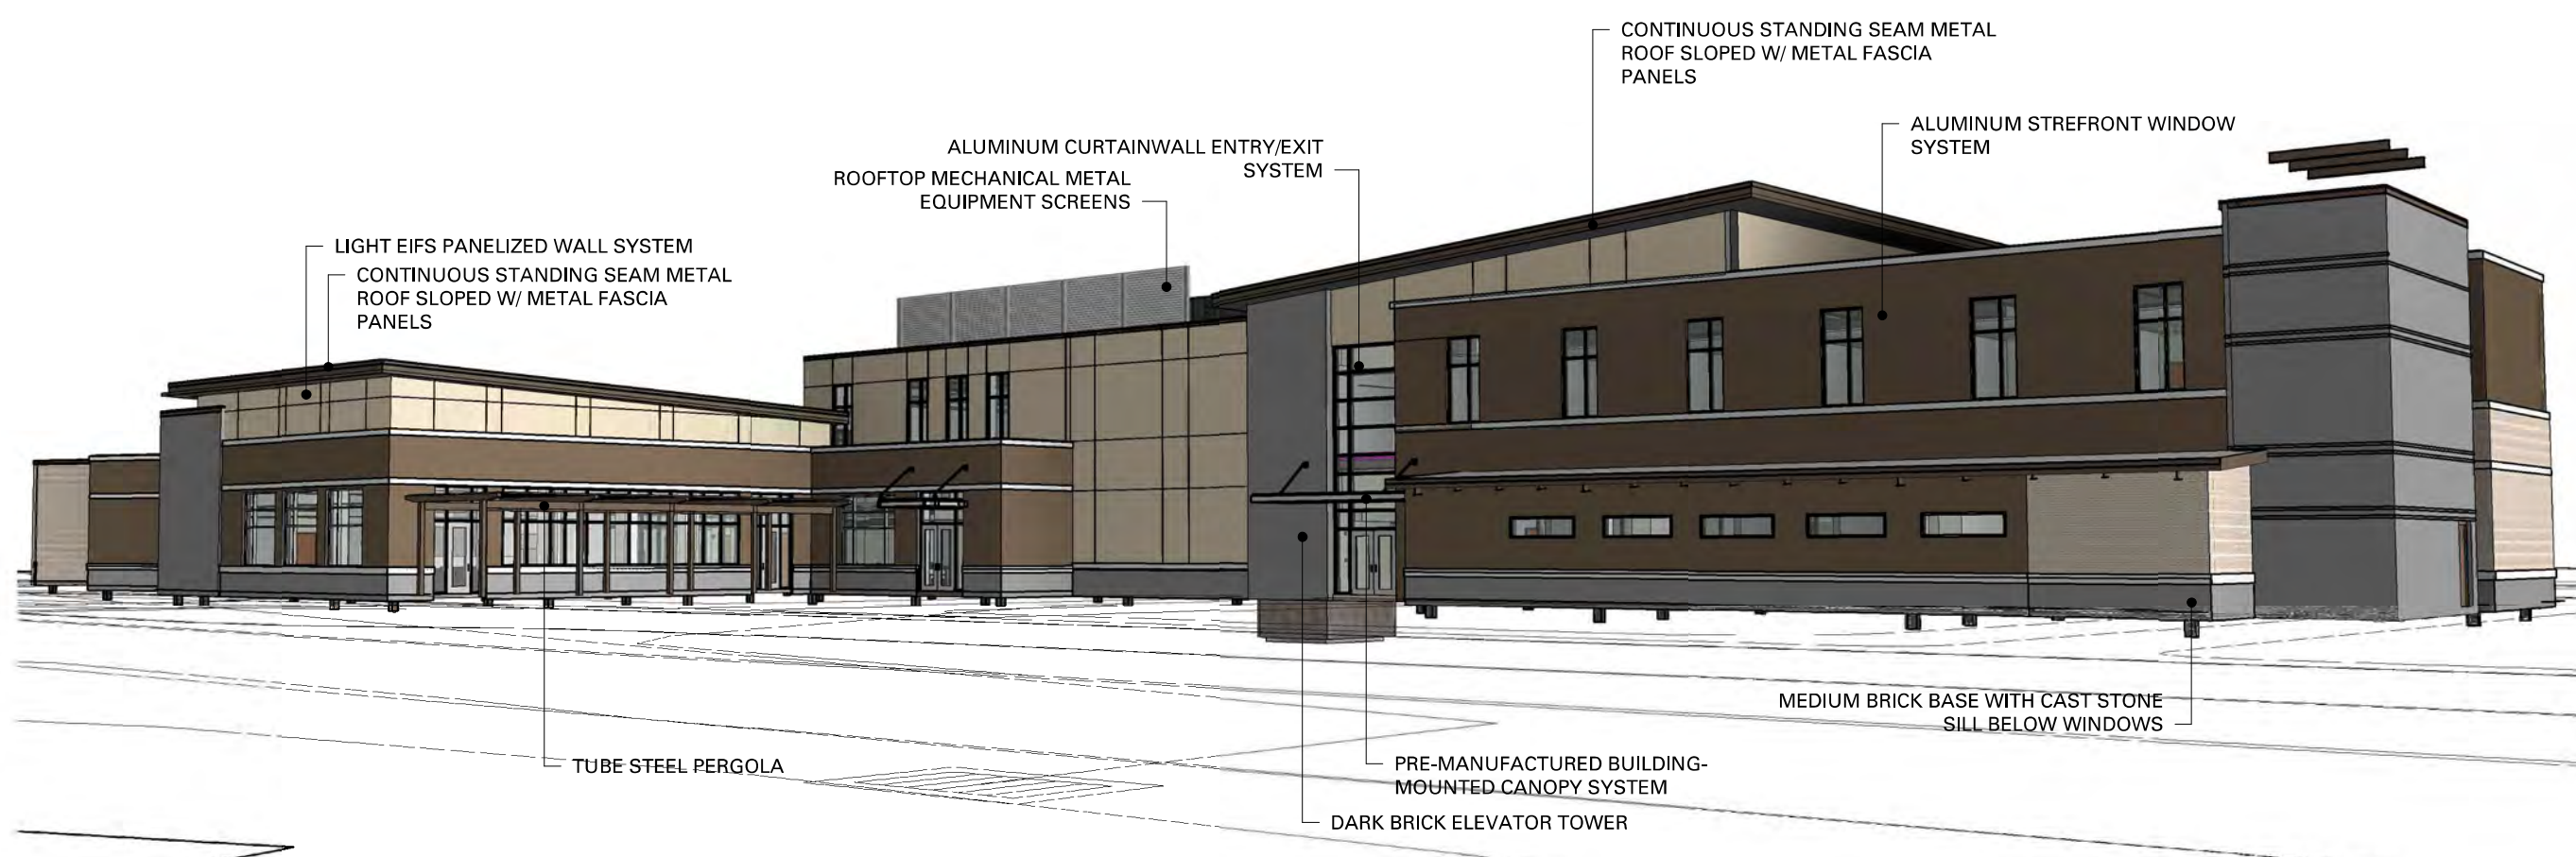 CONTINUOUS STANDING SEAM METAL
ROOF SLOPED W/ METAL FASCIA
PANELS
ALUMINUM STREFRONT WINDOW
SYSTEM
ALUMINUM CURTAINWALL ENTRY/EXIT
SYSTEM
ROOFTOP MECHANICAL METAL
EQUIPMENT SCREENS
LIGHT EIFS PANELIZED WALL SYSTEM
CONTINUOUS STANDING SEAM METAL
ROOF SLOPED W/ METAL FASCIA
PANELS
MEDIUM BRICK BASE WITH CAST STONE
SILL BELOW WINDOWS
TUBE STEEL PERGOLA
PRE-MANUFACTURED BUILDING-
MOUNTED CANOPY SYSTEM
DARK BRICK ELEVATOR TOWER